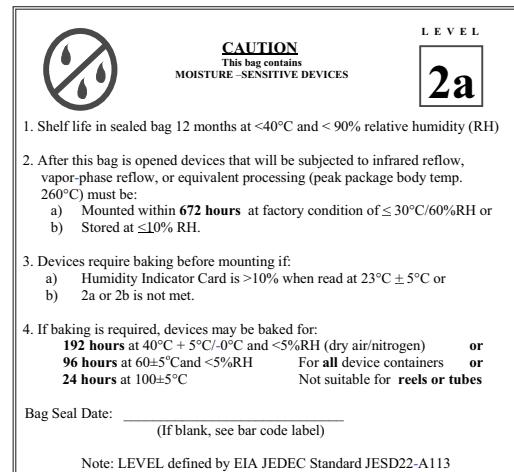 LEVEL
CAUTION
This bag contains
MOISTURE –SENSITIVE DEVICES
2a
1. Shelf life in sealed bag 12 months at <40°C and < 90% relative humidity (RH)
2. After this bag is opened devices that will be subjected to infrared reflow,
vapor-phase reflow, or equivalent processing (peak package body temp.
260°C) must be:
a) Mounted within 672 hours at factory condition of ≤ 30°C/60%RH or
b) Stored at ≤10% RH.
3. Devices require baking before mounting if:
a) Humidity Indicator Card is >10% when read at 23°C ± 5°C or
b) 2a or 2b is not met.
4. If baking is required, devices may be baked for:
192 hours at 40°C + 5°C/-0°C and <5%RH (dry air/nitrogen) or
96 hours at 60±5°Cand <5%RH For all device containers or
24 hours at 100±5°C Not suitable for reels or tubes
Bag Seal Date: ____________________________
(If blank, see bar code label)
Note: LEVEL defined by EIA JEDEC Standard JESD22-A113